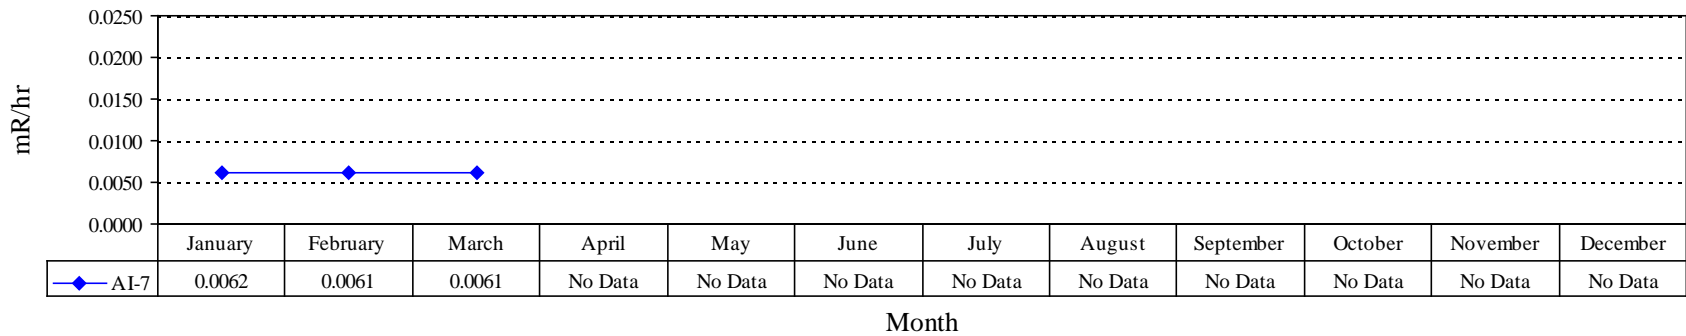 0.0250
0.0200
0.0150
0.0100
0.0050
0.0000
mR/hr
January February March April May June July August September October November December
AI-7 0.0062 0.0061 0.0061 No Data No Data No Data No Data No Data No Data No Data No Data No Data
Month